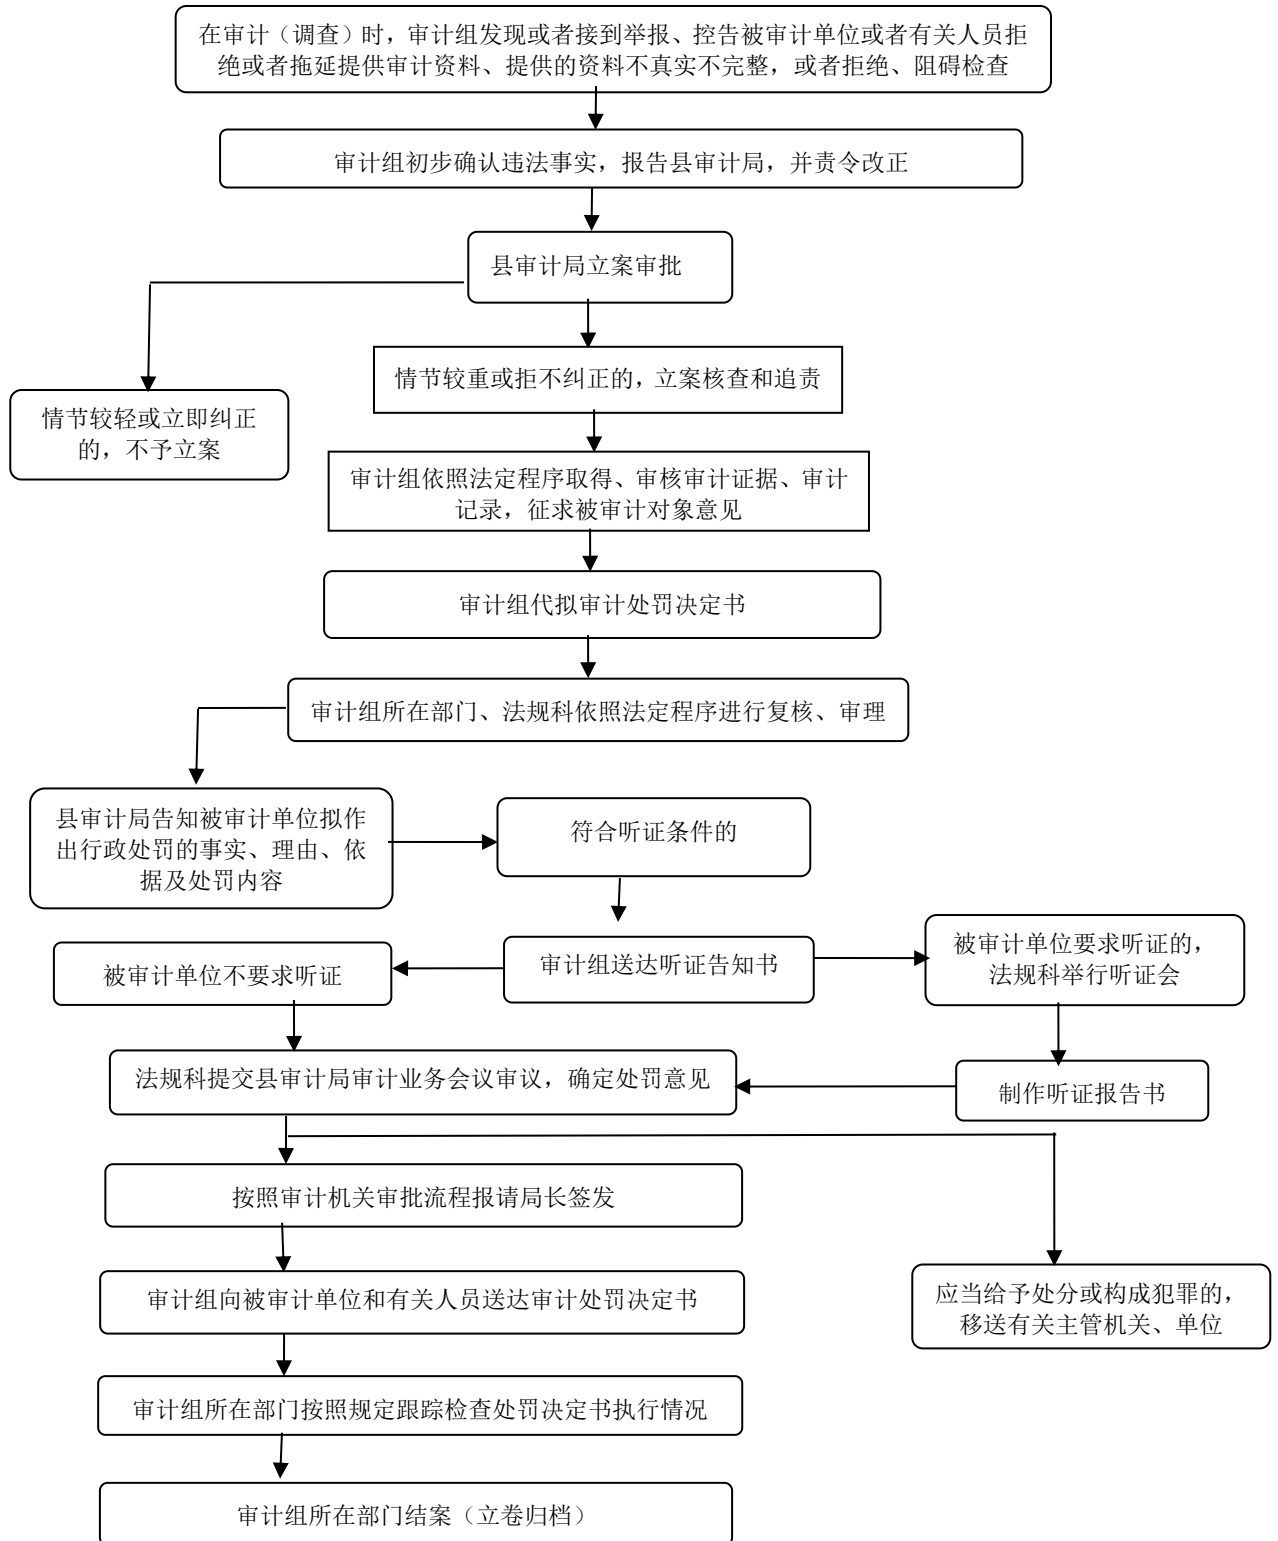 在审计（调查）时，审计组发现或者接到举报、控告被审计单位或者有关人员拒
绝或者拖延提供审计资料、提供的资料不真实不完整，或者拒绝、阻碍检查
审计组初步确认违法事实，报告县审计局，并责令改正
县审计局立案审批
情节较重或拒不纠正的，立案核查和追责
情节较轻或立即纠正
的，不予立案
审计组依照法定程序取得、审核审计证据、审计
记录，征求被审计对象意见
审计组代拟审计处罚决定书
审计组所在部门、法规科依照法定程序进行复核、审理
县审计局告知被审计单位拟作
出行政处罚的事实、理由、依
据及处罚内容
符合听证条件的
审计组送达听证告知书
被审计单位不要求听证
被审计单位要求听证的，
法规科举行听证会
法规科提交县审计局审计业务会议审议，确定处罚意见
制作听证报告书
按照审计机关审批流程报请局长签发
审计组向被审计单位和有关人员送达审计处罚决定书
应当给予处分或构成犯罪的，
移送有关主管机关、单位
审计组所在部门按照规定跟踪检查处罚决定书执行情况
审计组所在部门结案（立卷归档）